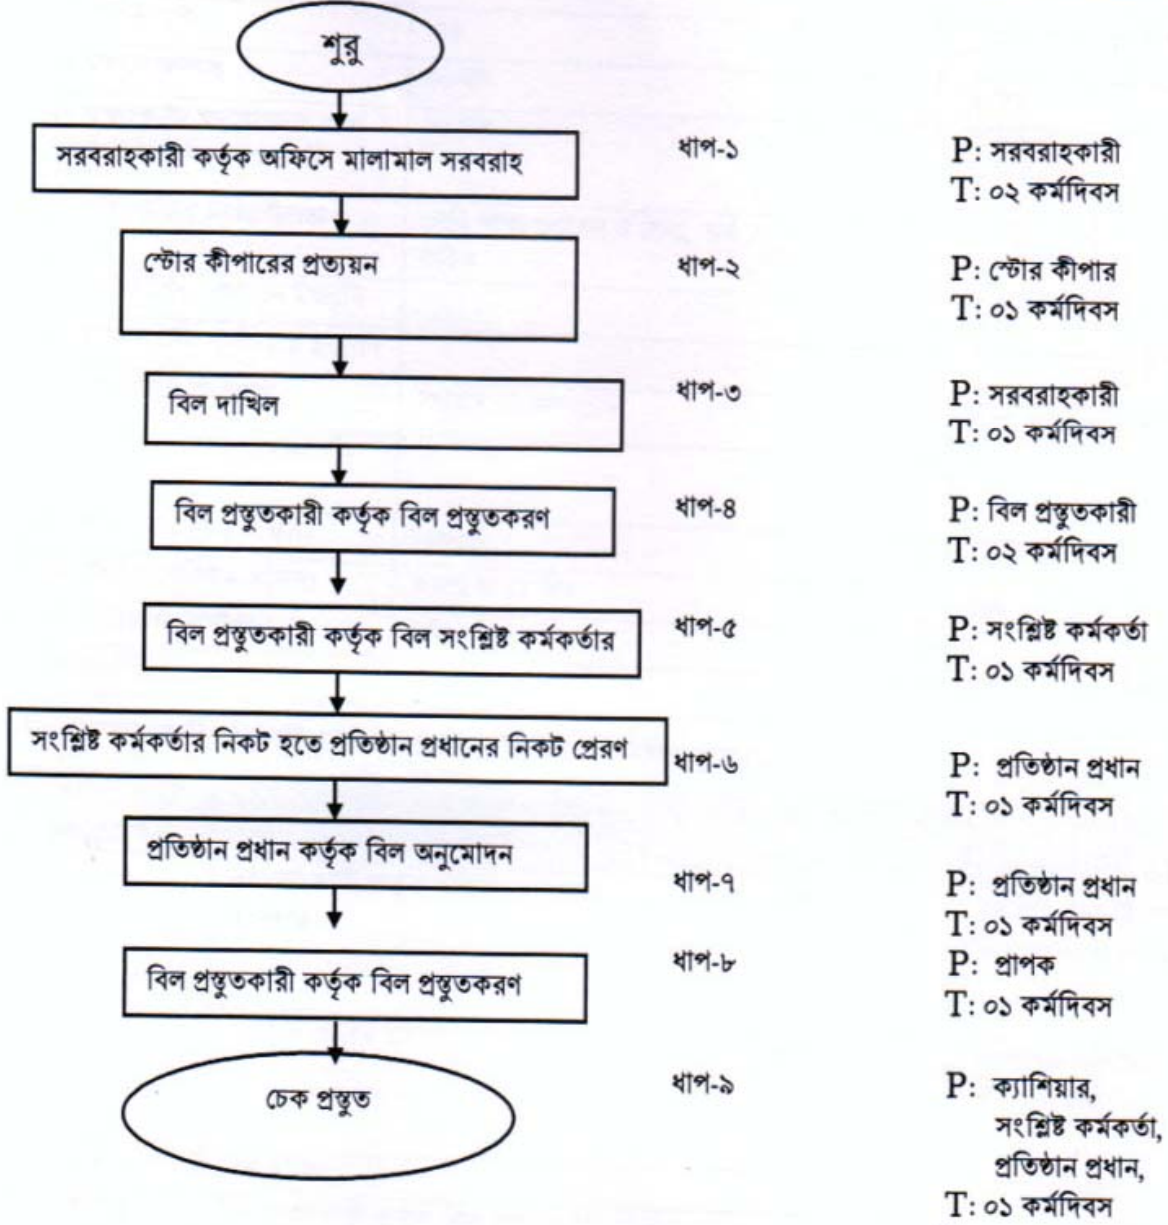 শুরু
সরবরাহকারী কর্তৃক অফিসে মালামাল সরবরাহ
ধাপ-১
P: সরবরাহকারী
T: ০২ কর্মদিবস
স্টোর কীপারের প্রত্যয়ন
ধাপ-২
P: স্টোর কীপার
T: ০১ কর্মদিবস
বিল দাখিল
ধাপ-৩
P: সরবরাহকারী
T: ০১ কর্মদিবস
বিল প্রস্তুতকারী কর্তৃক বিল প্রস্তুতকরণ
ধাপ-৪
P: বিল প্রস্তুতকারী
T: ০২ কর্মদিবস
বিল প্রস্তুতকারী কর্তৃক বিল সংশ্লিষ্ট কর্মকর্তার
ধাপ-৫
P: সংশ্লিষ্ট কর্মকর্তা
T: ০১ কর্মদিবস
সংশ্লিষ্ট কর্মকর্তার নিকট হতে প্রতিষ্ঠান প্রধানের নিকট প্রেরণ
ধাপ-৬
P: প্রতিষ্ঠান প্রধান
T: ০১ কর্মদিবস
প্রতিষ্ঠান প্রধান কর্তৃক বিল অনুমোদন
ধাপ-৭
P: প্রতিষ্ঠান প্রধান
T: ০১ কর্মদিবস
বিল প্রস্তুতকারী কর্তৃক বিল প্রস্তুতকরণ
ধাপ-৮
P: প্রাপক
T: ০১ কর্মদিবস
চেক প্রস্তুত
ধাপ-৯
P: ক্যাশিয়ার,
সংশ্লিষ্ট কর্মকর্তা,
প্রতিষ্ঠান প্রধান,
T: ০১ কর্মদিবস